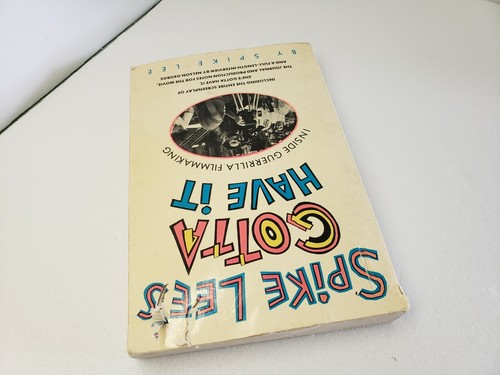 SPIKE LEE'S
GOTTA
HAVE iT
INSIDE GUERRILLA FILMMAKING
INCLUDING THE ENTIRE SCREENPLAY OF
SHE'S GOTTA HAVE IT,
THE JOURNAL AND PRODUCTION NOTES FOR THE MOVIE,
AND A FULL-LENGTH INTERVIEW BY NELSON GEORGE
BY SPIKE LEE